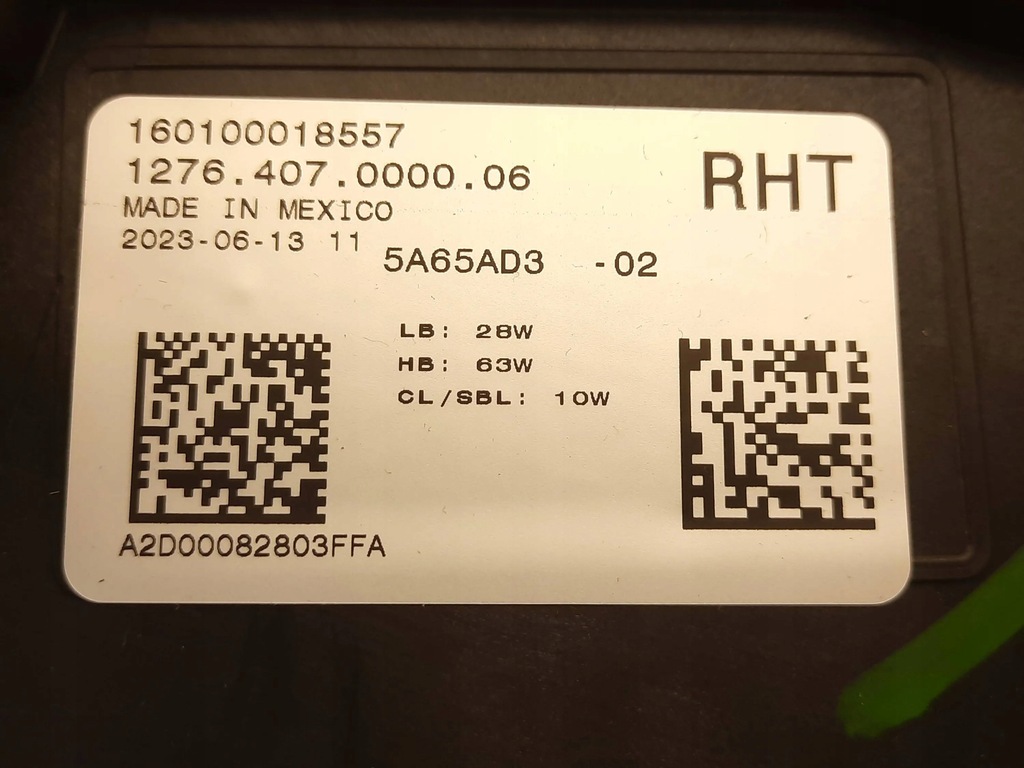 160100018557
1276.407.0000.06
RHT
MADE IN MEXICO
2023-06-13 11
5A65AD3 -02
LB: 28W
HB: 63W
CL/SBL: 10W
A2D00082803FFA